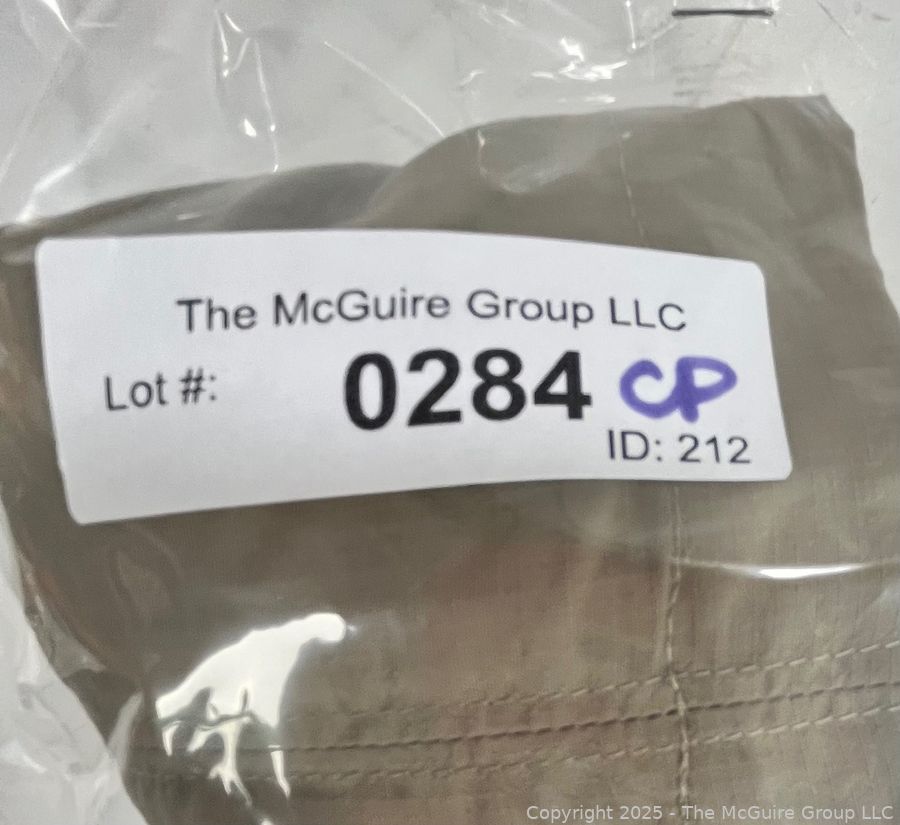 The McGuire Group LLC
Lot #: 0284 CP
ID: 212
Copyright 2025 - The McGuire Group LLC